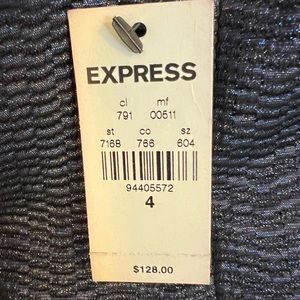 EXPRESS
cl mf
791 00511
st co sz
7168 766 604
94405572
4
$128.00